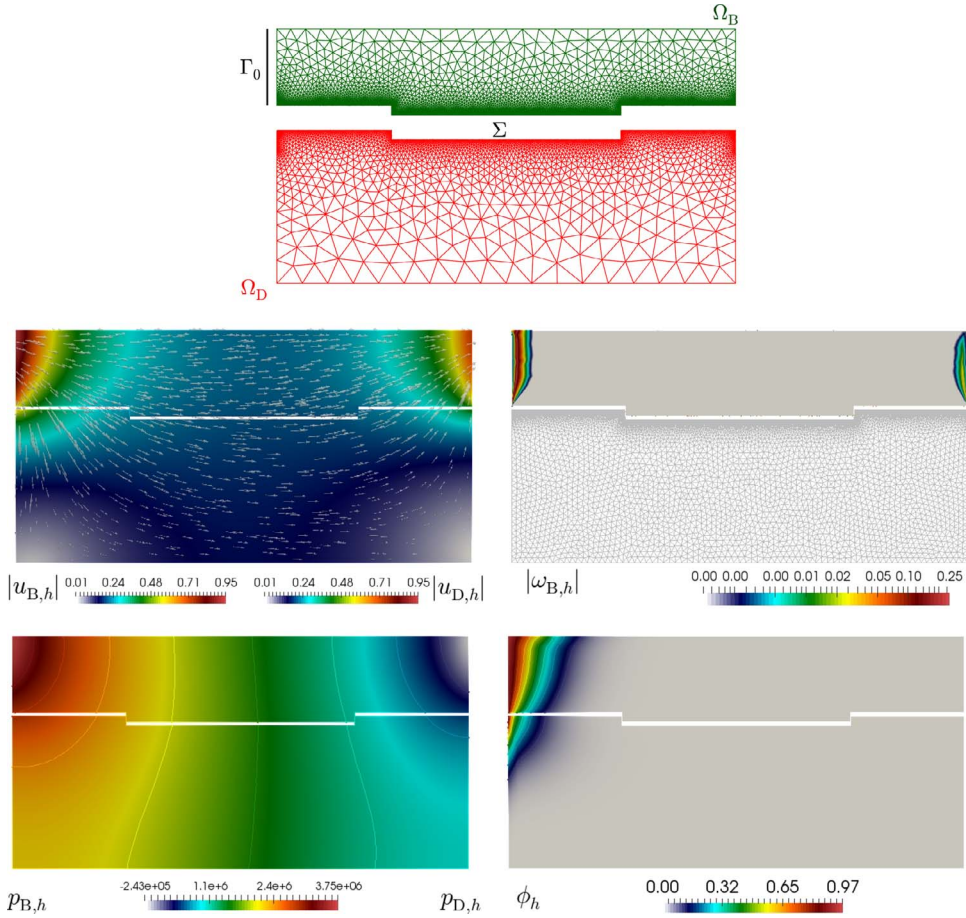 Ω_B
Γ_0
Σ
Ω_D
|u_{B,h}| 0.01 0.24 0.48 0.71 0.95 0.01 0.24 0.48 0.71 0.95 |u_{D,h}|
|ω_{B,h}| 0.00 0.00 0.00 0.01 0.02 0.05 0.10 0.25
p_{B,h} -2.43e+05 1.1e+6 2.4e+6 3.75e+06 p_{D,h}
ϕ_h 0.00 0.32 0.65 0.97